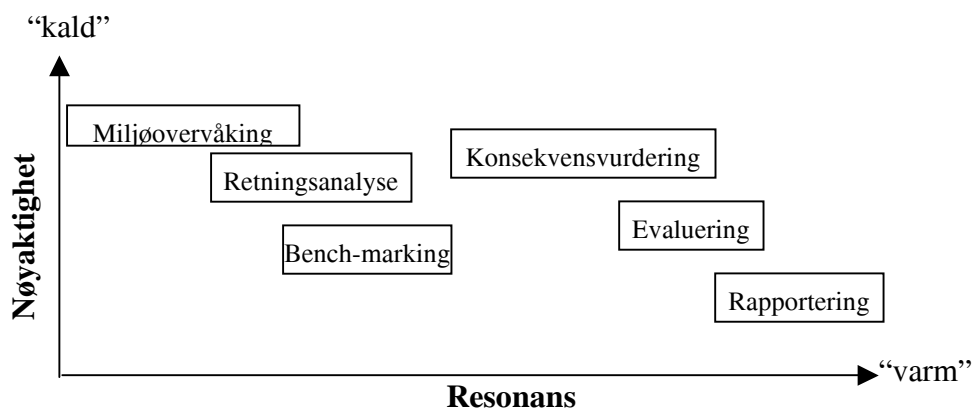 “kald”
Miljøovervåking
Konsekvensvurdering
Retningsanalyse
Evaluering
Bench-marking
Rapportering
Nøyaktighet
“varm”
Resonans